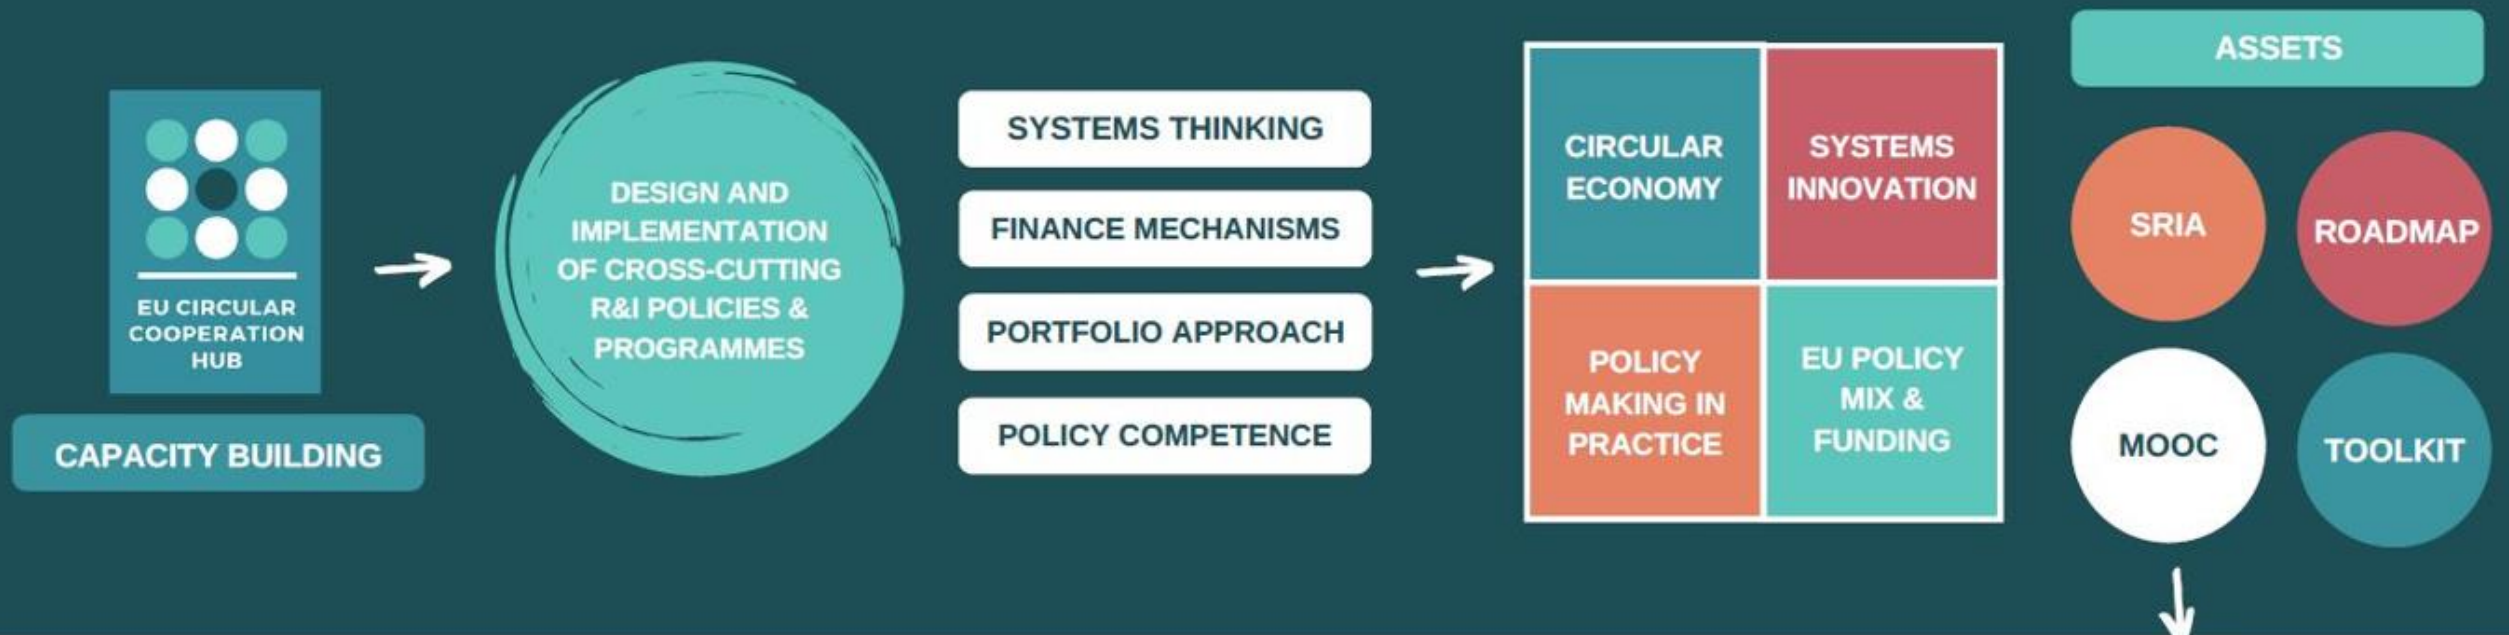 EU CIRCULAR
COOPERATION
HUB
CAPACITY BUILDING
DESIGN AND
IMPLEMENTATION
OF CROSS-CUTTING
R&I POLICIES &
PROGRAMMES
SYSTEMS THINKING
FINANCE MECHANISMS
PORTFOLIO APPROACH
POLICY COMPETENCE
CIRCULAR
ECONOMY
SYSTEMS
INNOVATION
POLICY
MAKING IN
PRACTICE
EU POLICY
MIX &
FUNDING
ASSETS
SRIA
ROADMAP
MOOC
TOOLKIT